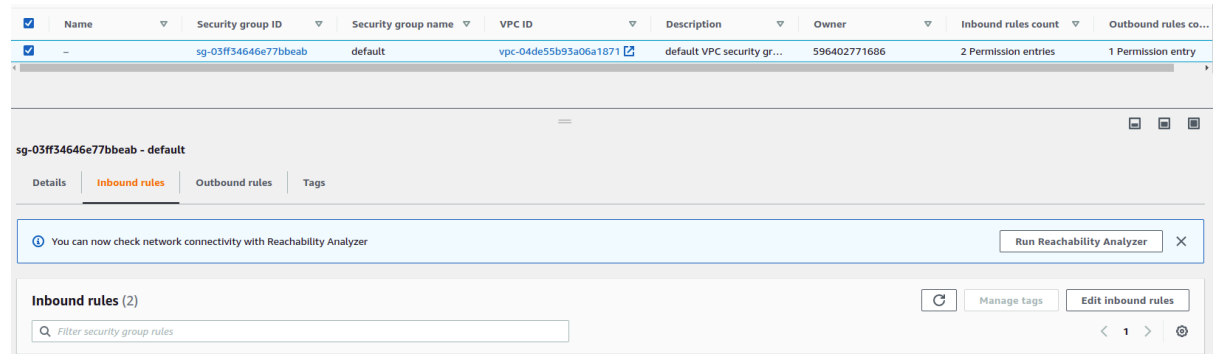 Name Security group ID Security group name VPC ID Description Owner Inbound rules count Outbound rules co...
– sg-03ff34646e77bbeab default vpc-04de55b93a06a1871 default VPC security gr... 596402771686 2 Permission entries 1 Permission entry
sg-03ff34646e77bbeab - default
Details Inbound rules Outbound rules Tags
You can now check network connectivity with Reachability Analyzer Run Reachability Analyzer
Inbound rules (2) Manage tags Edit inbound rules
Filter security group rules 1